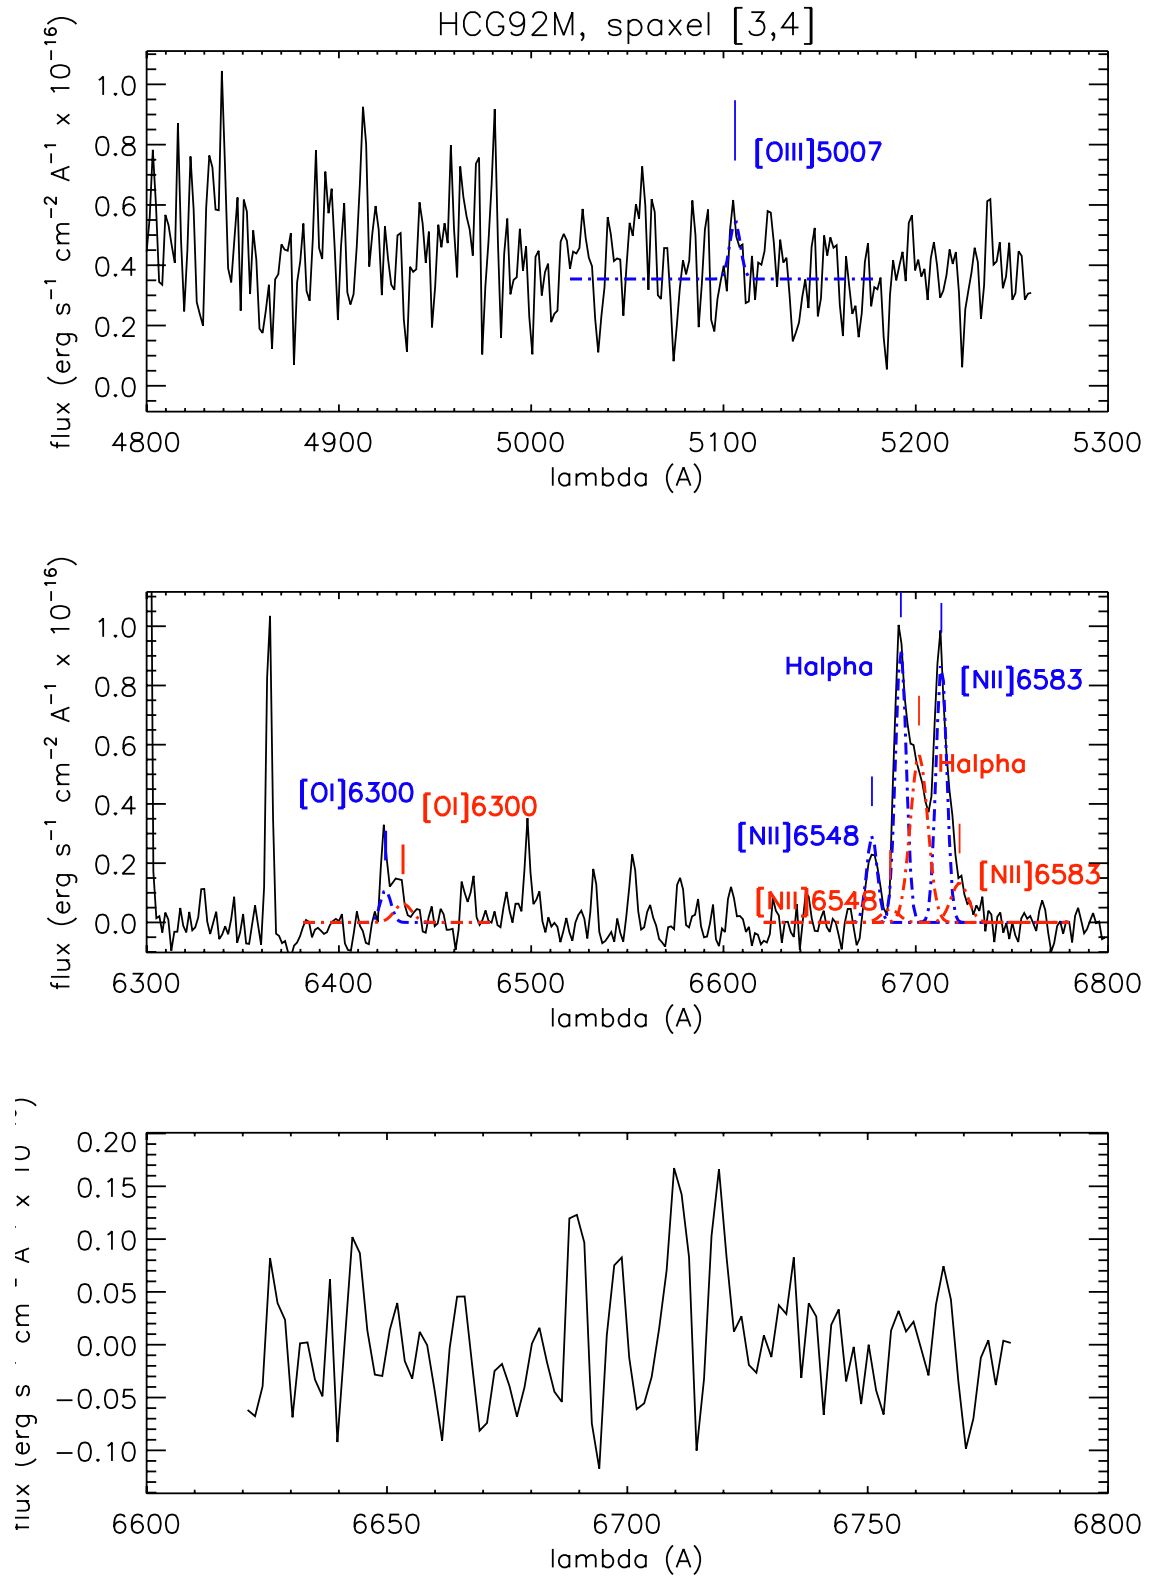 HCG92M, spaxel [3,4]
flux (erg s⁻¹ cm⁻² A⁻¹ x 10⁻¹⁶)
1.0
0.8
0.6
0.4
0.2
0.0
[OIII]5007
4800 4900 5000 5100 5200 5300
lambda (A)
flux (erg s⁻¹ cm⁻² A⁻¹ x 10⁻¹⁶)
1.0
0.8
0.6
0.4
0.2
0.0
Halpha
[NII]6583
Halpha
[OI]6300
[OI]6300
[NII]6548
[NII]6583
[NII]6548
6300 6400 6500 6600 6700 6800
lambda (A)
flux (erg s cm A x 10 )
0.20
0.15
0.10
0.05
0.00
−0.05
−0.10
6600 6650 6700 6750 6800
lambda (A)